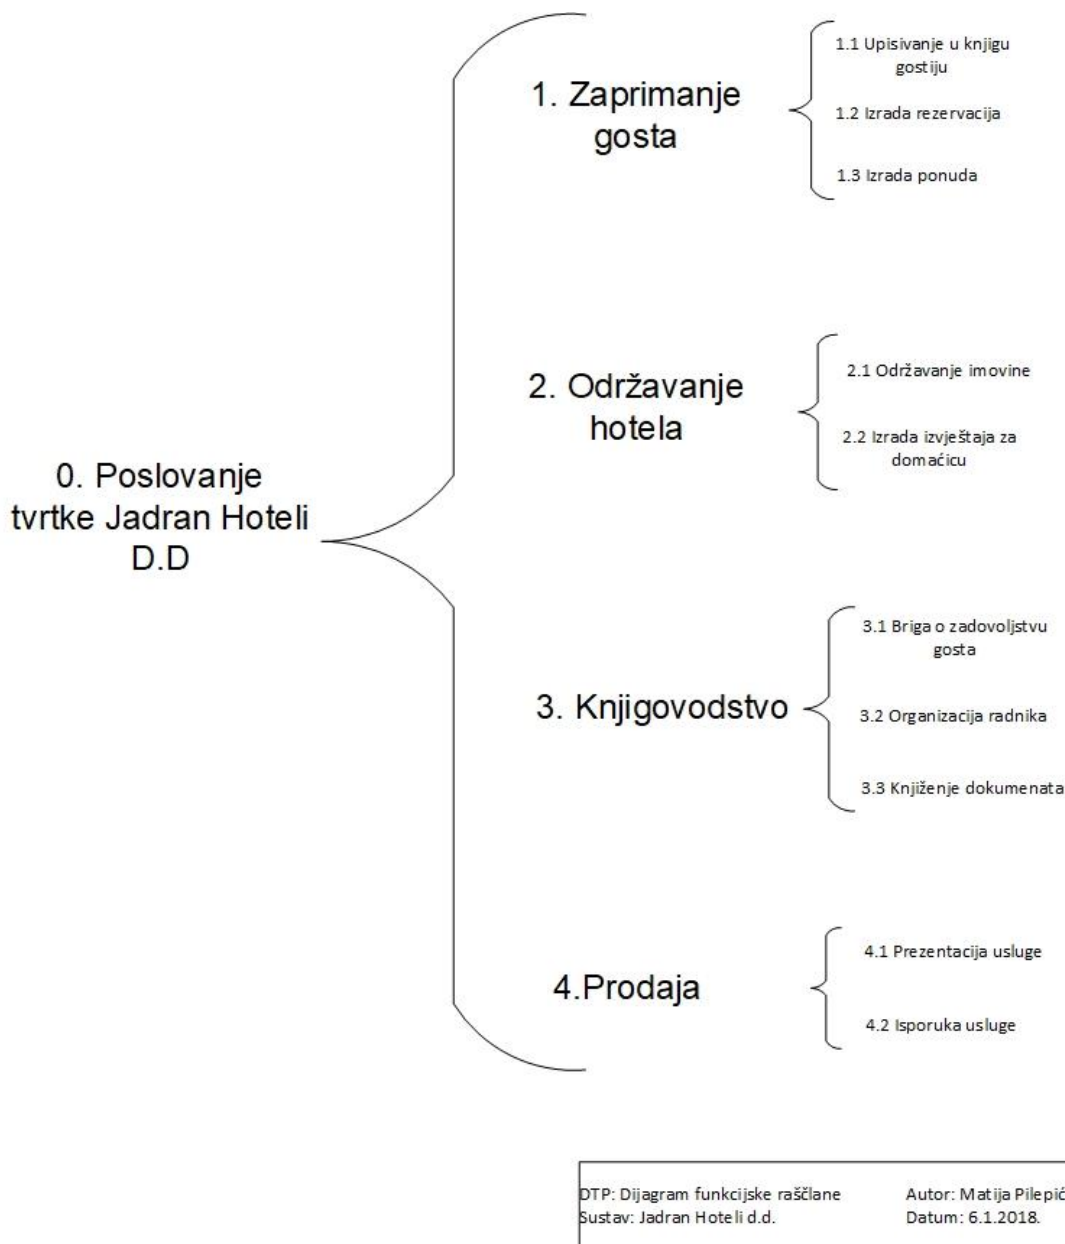 0. Poslovanje
tvrtke Jadran Hoteli
D.D
1. Zaprimanje
gosta
1.1 Upisivanje u knjigu
gostiju
1.2 Izrada rezervacija
1.3 Izrada ponuda
2. Održavanje
hotela
2.1 Održavanje imovine
2.2 Izrada izvještaja za
domaćicu
3. Knjigovodstvo
3.1 Briga o zadovoljstvu
gosta
3.2 Organizacija radnika
3.3 Knjiženje dokumenata
4.Prodaja
4.1 Prezentacija usluge
4.2 Isporuka usluge
DTP: Dijagram funkcijske raščlane
Sustav: Jadran Hoteli d.d.
Autor: Matija Pilepić
Datum: 6.1.2018.